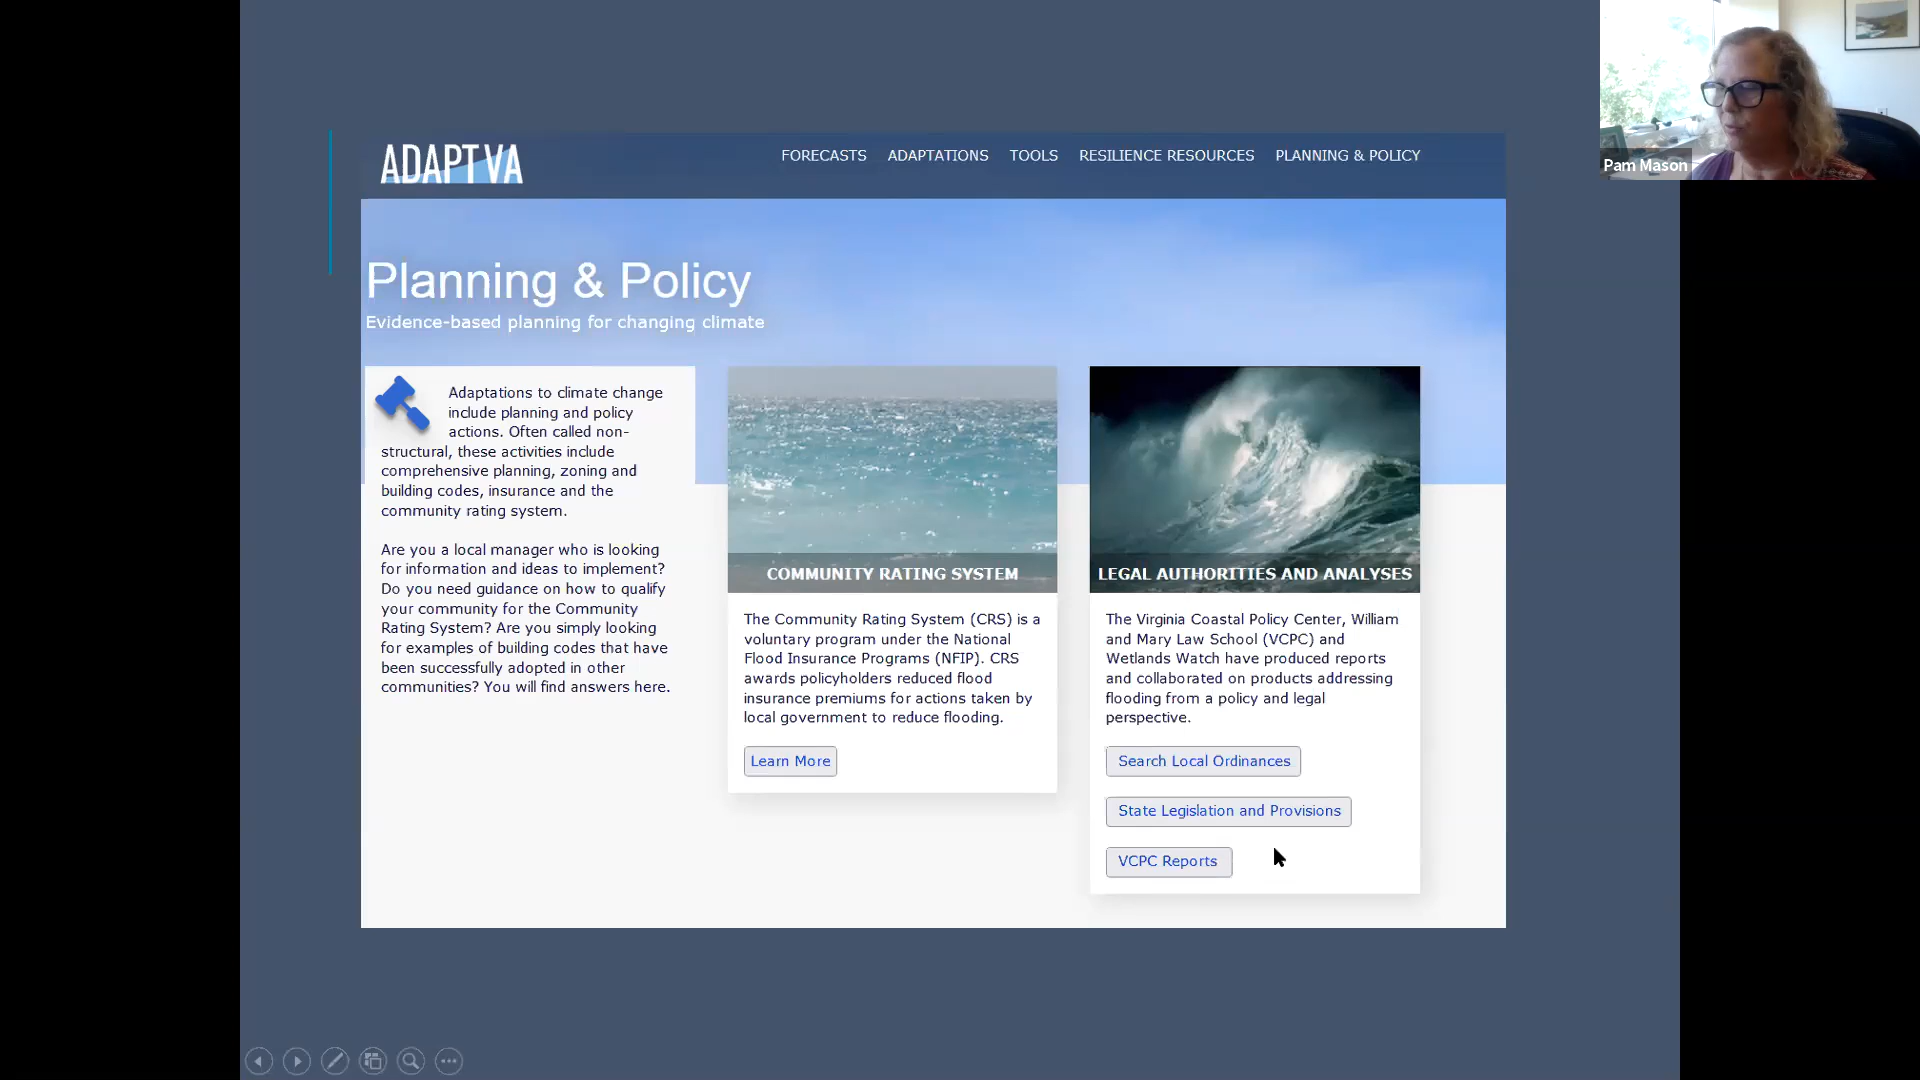 Pam Mason
ADAPTVA
FORECASTS ADAPTATIONS TOOLS RESILIENCE RESOURCES PLANNING & POLICY
Planning & Policy
Evidence-based planning for changing climate
Adaptations to climate change
include planning and policy
actions. Often called non-
structural, these activities include
comprehensive planning, zoning and
building codes, insurance and the
community rating system.
Are you a local manager who is looking
for information and ideas to implement?
Do you need guidance on how to qualify
your community for the Community
Rating System? Are you simply looking
for examples of building codes that have
been successfully adopted in other
communities? You will find answers here.
COMMUNITY RATING SYSTEM
The Community Rating System (CRS) is a
voluntary program under the National
Flood Insurance Programs (NFIP). CRS
awards policyholders reduced flood
insurance premiums for actions taken by
local government to reduce flooding.
Learn More
LEGAL AUTHORITIES AND ANALYSES
The Virginia Coastal Policy Center, William
and Mary Law School (VCPC) and
Wetlands Watch have produced reports
and collaborated on products addressing
flooding from a policy and legal
perspective.
Search Local Ordinances
State Legislation and Provisions
VCPC Reports